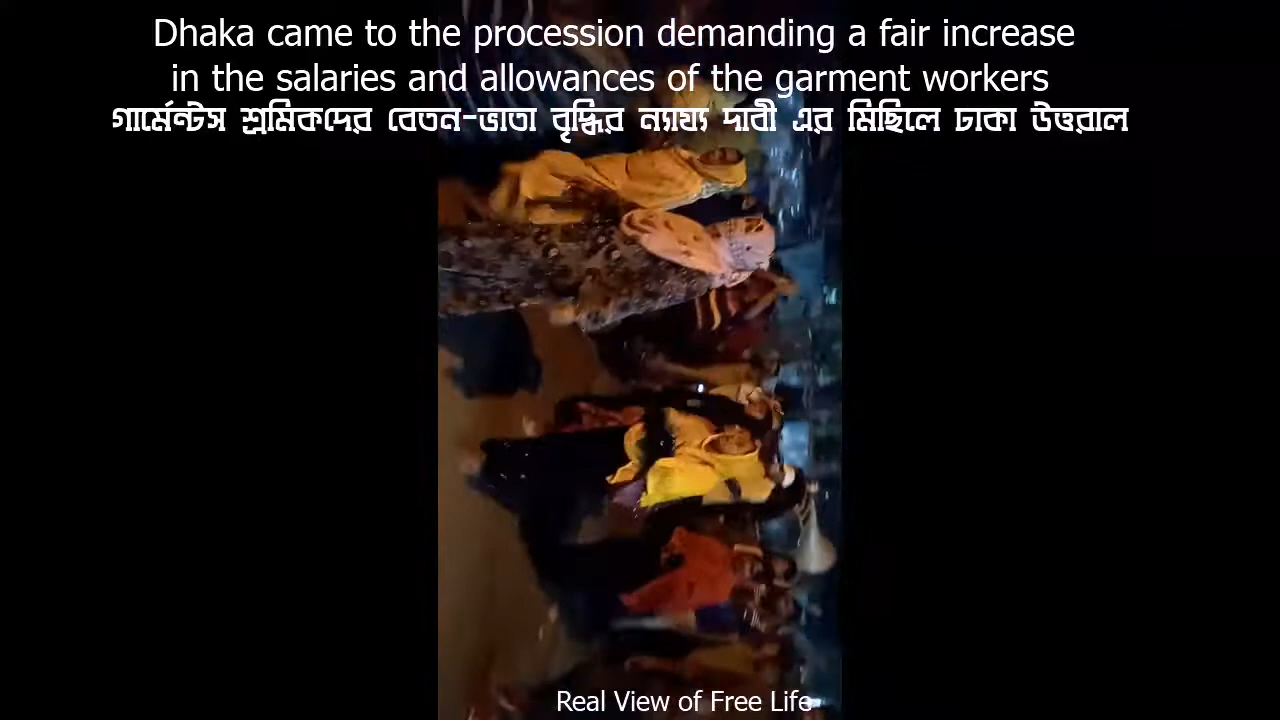 Dhaka came to the procession demanding a fair increase
in the salaries and allowances of the garment workers
গার্মেন্টস শ্রমিকদের বেতন-ভাতা বৃদ্ধির ন্যায্য দাবী এর মিছিলে ঢাকা উত্তরাল
Real View of Free Life